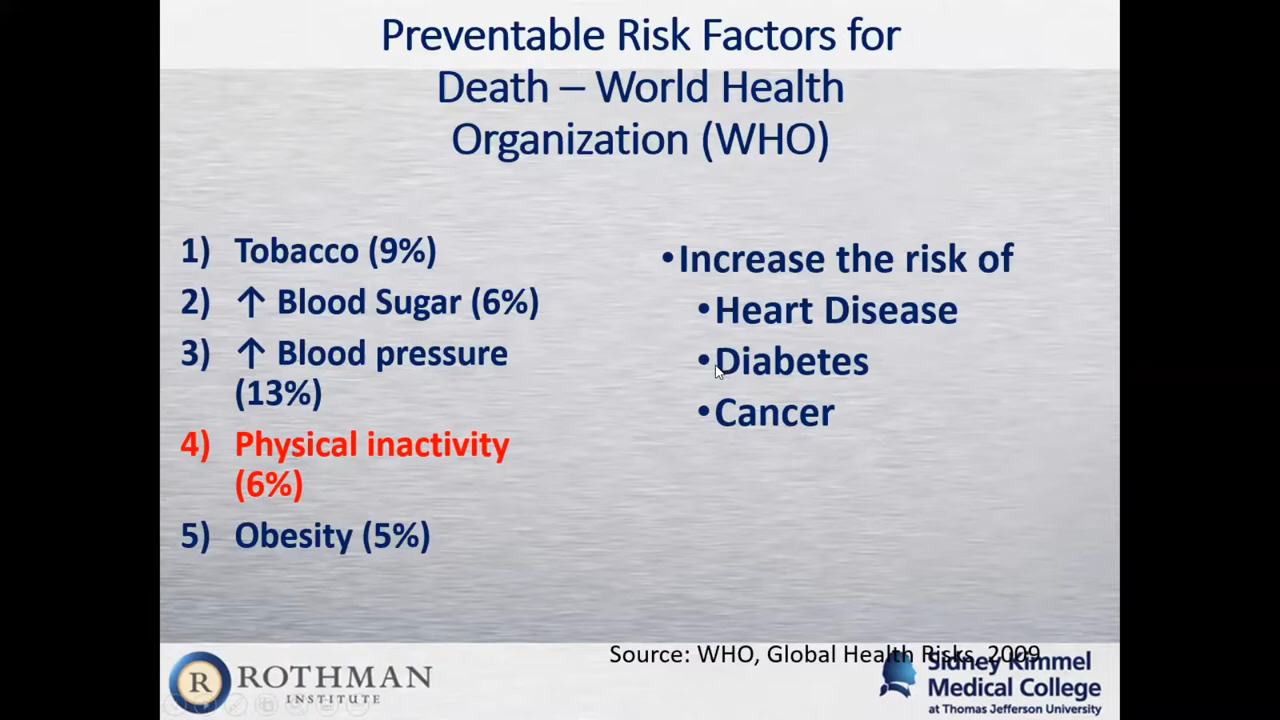 Preventable Risk Factors for
Death – World Health
Organization (WHO)
1) Tobacco (9%)
2) ↑ Blood Sugar (6%)
3) ↑ Blood pressure
(13%)
4) Physical inactivity
(6%)
5) Obesity (5%)
•Increase the risk of
•Heart Disease
•Diabetes
•Cancer
Source: WHO, Global Health Risks, 2009
R ROTHMAN
INSTITUTE
Sidney Kimmel
Medical College
at Thomas Jefferson University